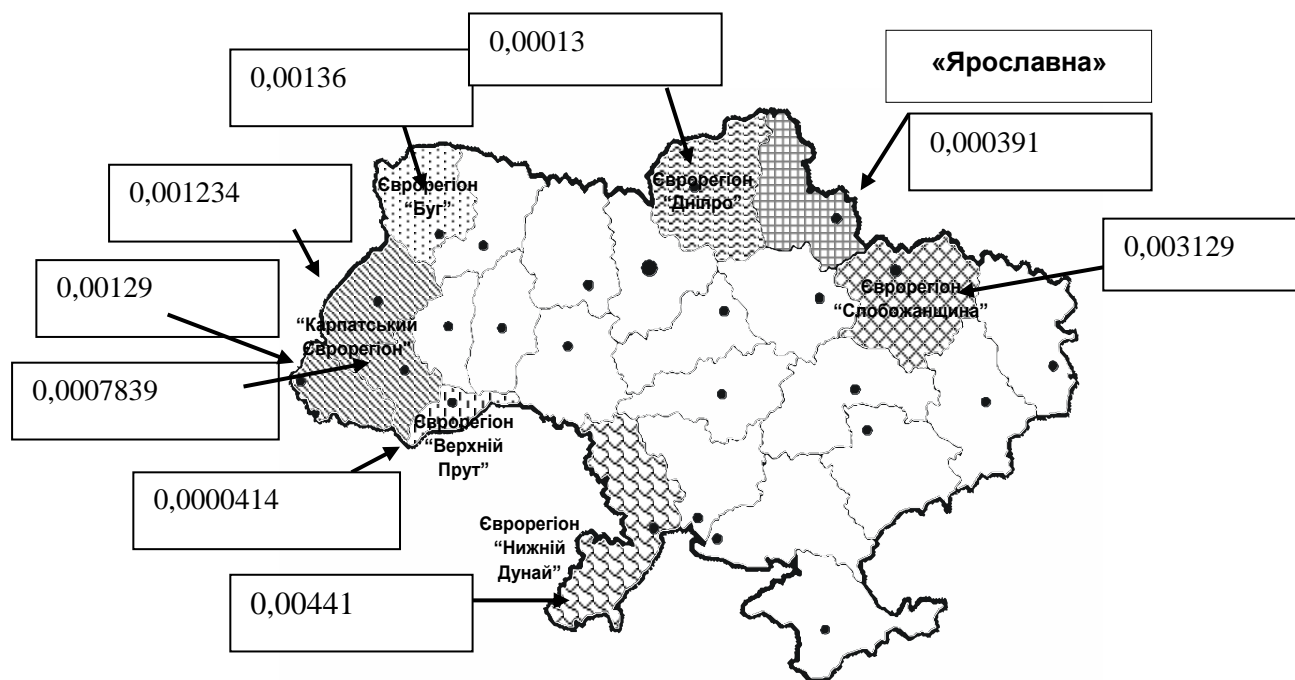 0,00013
«Ярославна»
0,00136
0,000391
0,001234
Єврорегіон
“Буг”
Єврорегіон
“Дніпро”
0,003129
0,00129
Єврорегіон
“Слобожанщина”
“Карпатський
Єврорегіон”
0,0007839
Єврорегіон
“Верхній
Прут”
0,0000414
Єврорегіон
“Нижній
Дунай”
0,00441